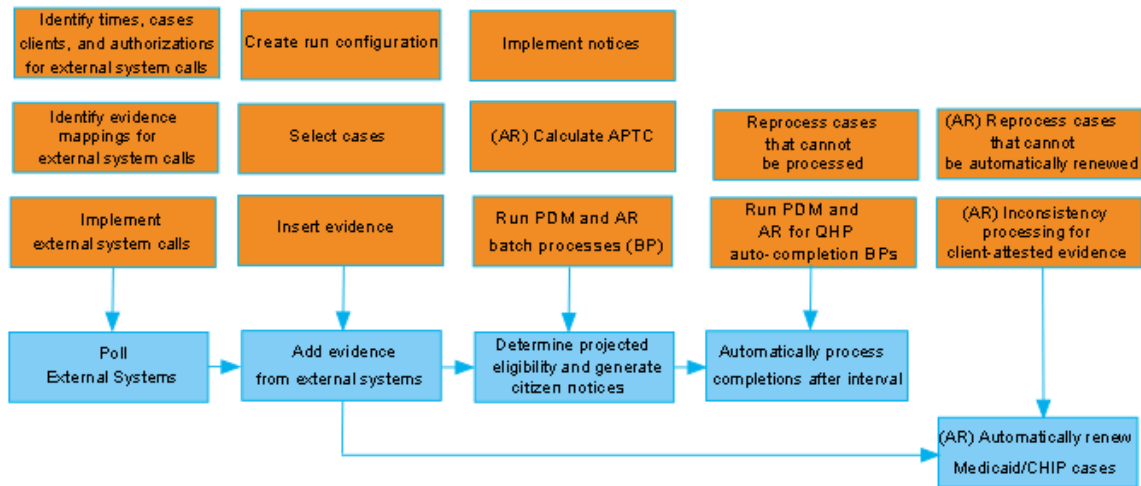 Identify times, cases
clients, and authorizations
for external system calls
Create run configuration
Implement notices
Identify evidence
mappings for
external system calls
Select cases
(AR) Calculate APTC
Reprocess cases
that cannot
be processed
(AR) Reprocess cases
that cannot
be automatically renewed
Implement
external system calls
Insert evidence
Run PDM and AR
batch processes (BP)
Run PDM and
AR for QHP
auto-completion BPs
(AR) Inconsistency
processing for
client-attested evidence
Poll
External Systems
Add evidence
from external systems
Determine projected
eligibility and generate
citizen notices
Automatically process
completions after interval
(AR) Automatically renew
Medicaid/CHIP cases